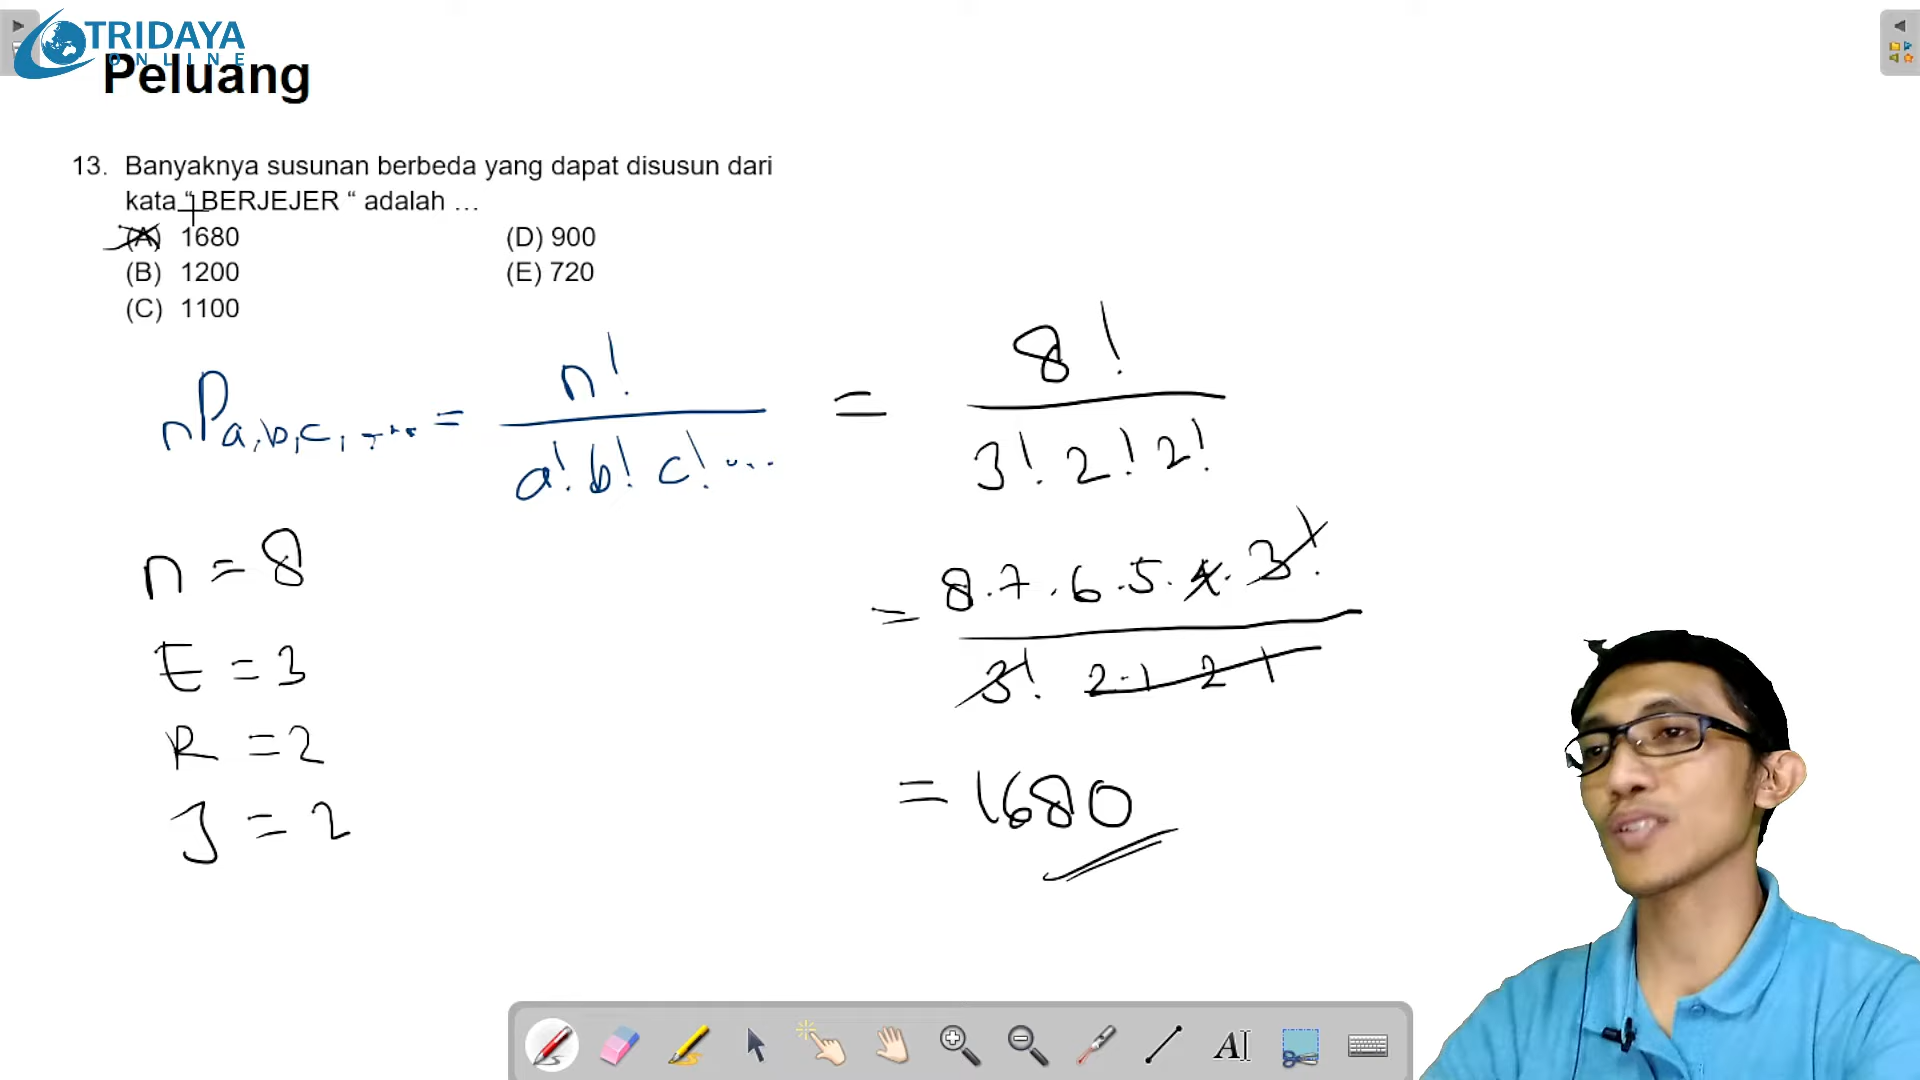 TRIDAYA
ONLINE
Peluang
13. Banyaknya susunan berbeda yang dapat disusun dari
kata “ BERJEJER “ adalah …
(A) 1680
(B) 1200
(C) 1100
(D) 900
(E) 720
nPa,b,c,... = n! / a! b! c! ... = 8! / 3! 2! 2!
n = 8
E = 3
R = 2
J = 2
= 8.7.6.5.4.3! / 3! 2.1 2 1
= 1680